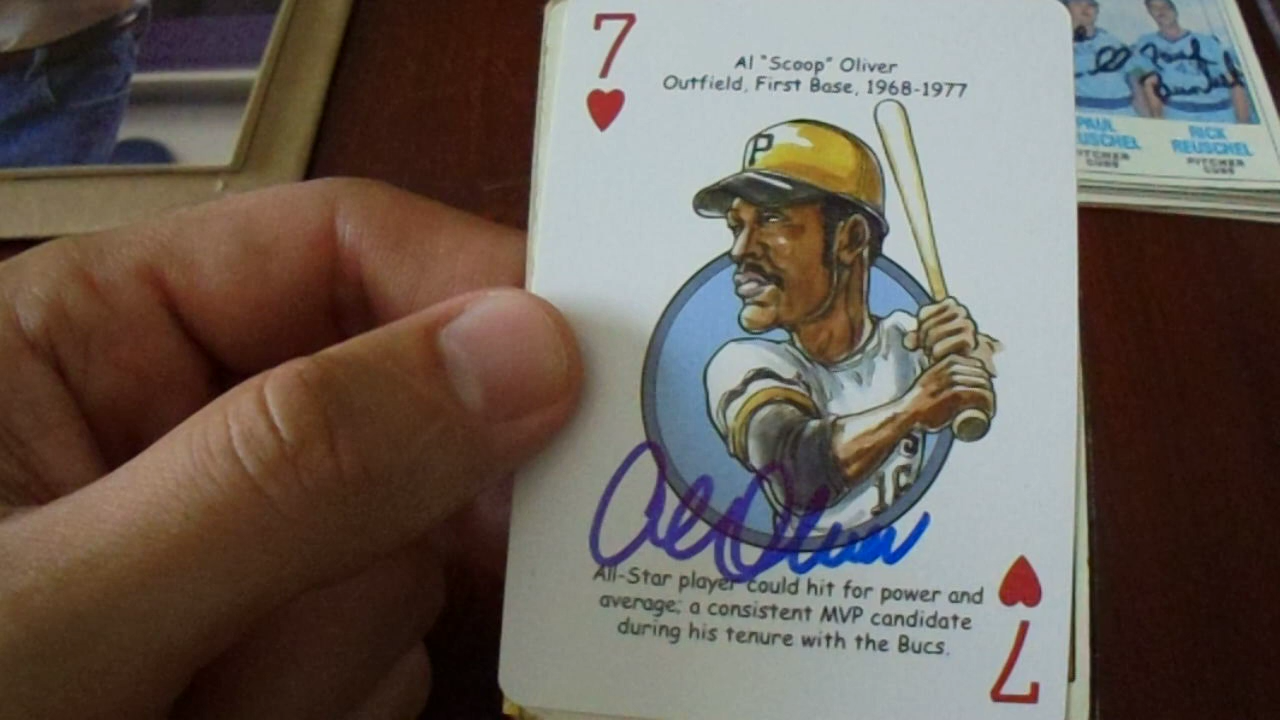 7
Al "Scoop" Oliver
Outfield, First Base, 1968-1977
P
S
16
Al Oliver
All-Star player could hit for power and
average; a consistent MVP candidate
during his tenure with the Bucs.
7
PAUL
REUSCHEL
PITCHER
CUBS
RICK
REUSCHEL
PITCHER
CUBS